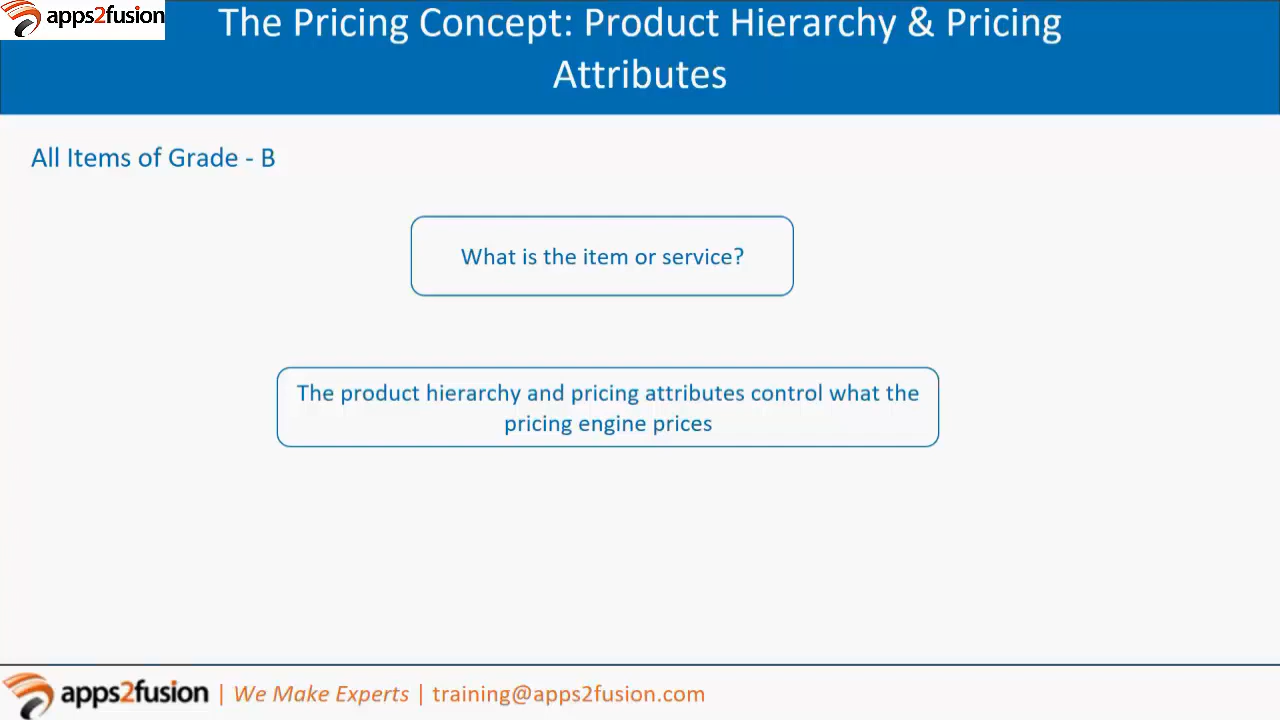 apps2fusion
The Pricing Concept: Product Hierarchy & Pricing
Attributes
All Items of Grade - B
What is the item or service?
The product hierarchy and pricing attributes control what the
pricing engine prices
apps2fusion | We Make Experts | training@apps2fusion.com